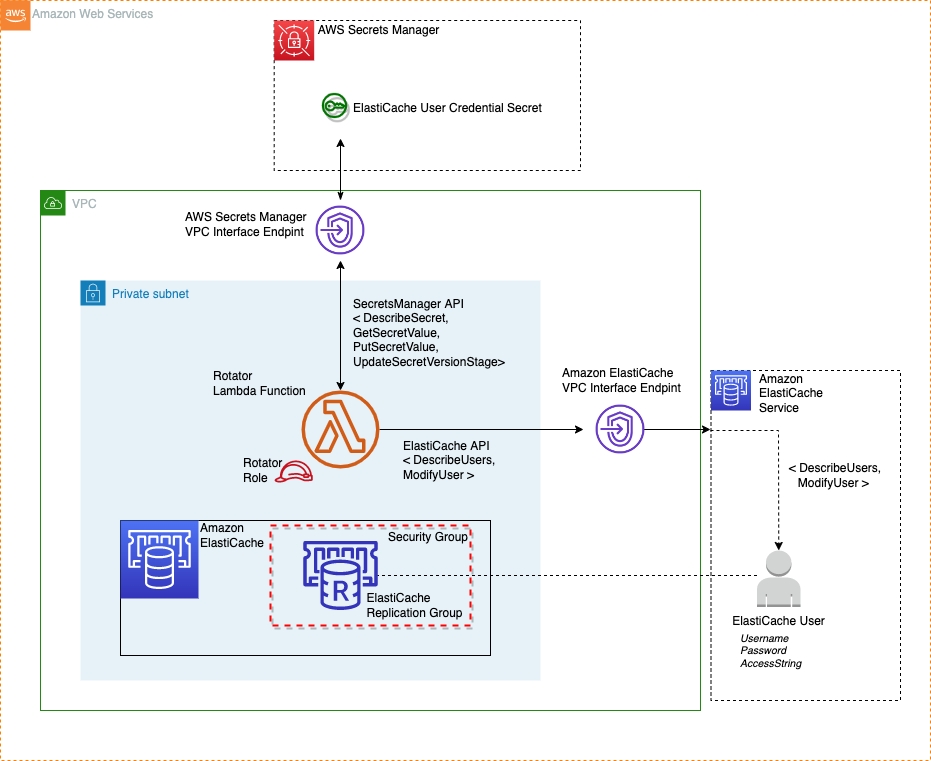 aws
Amazon Web Services
AWS Secrets Manager
ElastiCache User Credential Secret
VPC
AWS Secrets Manager
VPC Interface Endpint
Private subnet
SecretsManager API
< DescribeSecret,
GetSecretValue,
PutSecretValue,
UpdateSecretVersionStage>
Rotator
Lambda Function
Amazon ElastiCache
VPC Interface Endpint
Amazon
ElastiCache
Service
ElastiCache API
< DescribeUsers,
ModifyUser >
Rotator
Role
< DescribeUsers,
ModifyUser >
Amazon
ElastiCache
Security Group
R
ElastiCache
Replication Group
ElastiCache User
Username
Password
AccessString